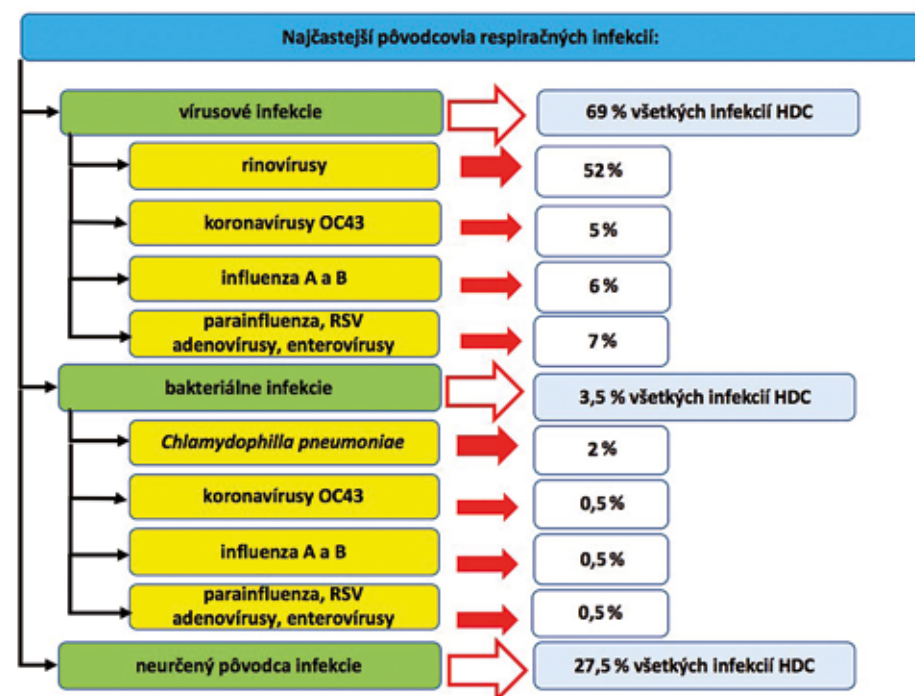 Najčastejší pôvodcovia respiračných infekcií:
vírusové infekcie
69 % všetkých infekcií HDC
rinovírusy
52 %
koronavírusy OC43
5 %
influenza A a B
6 %
parainfluenza, RSV
adenovírusy, enterovírusy
7 %
bakteriálne infekcie
3,5 % všetkých infekcií HDC
Chlamydophilla pneumoniae
2 %
koronavírusy OC43
0,5 %
influenza A a B
0,5 %
parainfluenza, RSV
adenovírusy, enterovírusy
0,5 %
neurčený pôvodca infekcie
27,5 % všetkých infekcií HDC